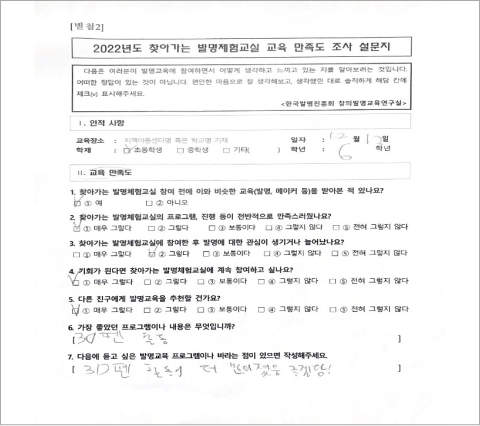 [별첨2]
2022년도 찾아가는 발명체험교실 교육 만족도 조사 설문지
다음은 여러분이 발명교육에 참여하면서 어떻게 생각하고 느끼고 있는 지를 알아보려는 것입니다.
어떠한 정답이 있는 것이 아닙니다. 편안한 마음으로 잘 생각해보고, 생각했던 대로 솔직하게 해당 칸에
체크(v) 표시해주세요.
<한국발명진흥회 창의발명교육연구실>
Ⅰ. 인적 사항
교육장소 : 지역아동센터명 혹은 학교명 기재 일자 : 12 월 13 일
학제 : □ 초등학생 □ 중학생 □ 기타( ) 학년 : 6 학년
Ⅱ. 교육 만족도
1. 찾아가는 발명체험교실 참여 전에 이와 비슷한 교육(발명, 메이커 등)을 받아본 적 있나요?
□ ① 예 □ ② 아니오
2. 찾아가는 발명체험교실의 프로그램, 진행 등이 전반적으로 만족스러웠나요?
□ ① 매우 그렇다 □ ② 그렇다 □ ③ 보통이다 □ ④ 그렇지 않다 □ ⑤ 전혀 그렇지 않다
3. 찾아가는 발명체험교실에 참여한 후 발명에 대한 관심이 생기거나 늘어났나요?
□ ① 매우 그렇다 □ ② 그렇다 □ ③ 보통이다 □ ④ 그렇지 않다 □ ⑤ 전혀 그렇지 않다
4. 기회가 된다면 찾아가는 발명체험교실에 계속 참여하고 싶나요?
□ ① 매우 그렇다 □ ② 그렇다 □ ③ 보통이다 □ ④ 그렇지 않다 □ ⑤ 전혀 그렇지 않다
5. 다른 친구에게 발명교육을 추천할 건가요?
□ ① 매우 그렇다 □ ② 그렇다 □ ③ 보통이다 □ ④ 그렇지 않다 □ ⑤ 전혀 그렇지 않다
6. 가장 좋았던 프로그램이나 내용은 무엇입니까?
[ 3D펜 활동 ]
7. 다음에 듣고 싶은 발명교육 프로그램이나 바라는 점이 있으면 작성해주세요.
[ 3D펜 활동이 더 ]